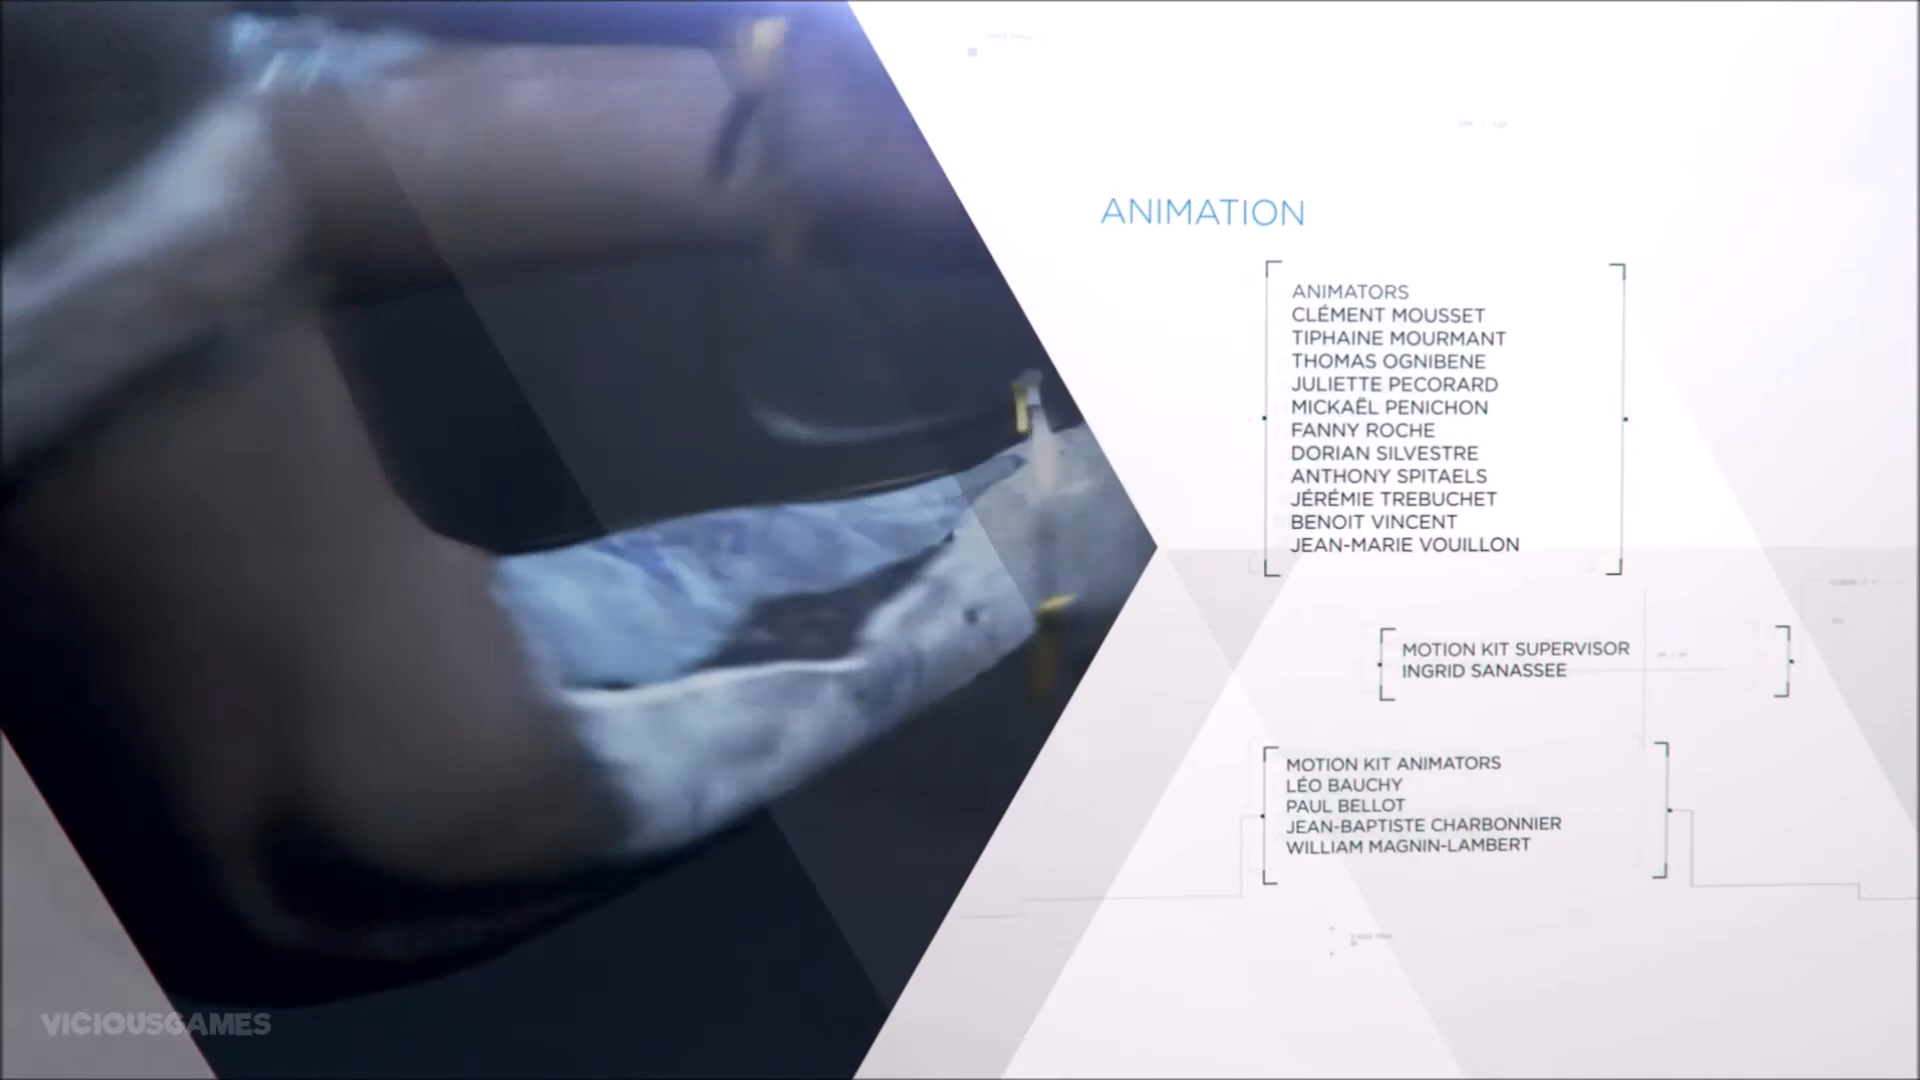 ANIMATION
ANIMATORS
CLÉMENT MOUSSET
TIPHAINE MOURMANT
THOMAS OGNIBENE
JULIETTE PECORARD
MICKAËL PENICHON
FANNY ROCHE
DORIAN SILVESTRE
ANTHONY SPITAELS
JÉRÉMIE TREBUCHET
BENOIT VINCENT
JEAN-MARIE VOUILLON
MOTION KIT SUPERVISOR
INGRID SANASSEE
MOTION KIT ANIMATORS
LÉO BAUCHY
PAUL BELLOT
JEAN-BAPTISTE CHARBONNIER
WILLIAM MAGNIN-LAMBERT
VICIOUSGAMES